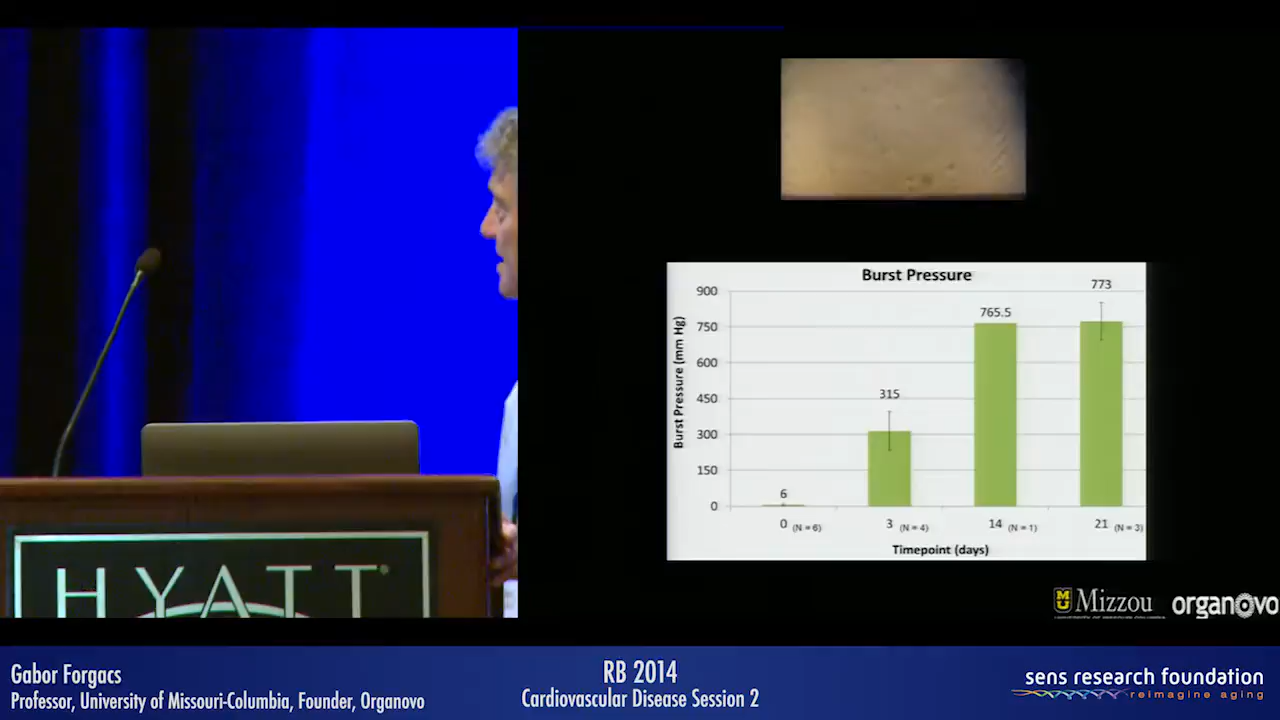 Burst Pressure
Burst Pressure (mm Hg)
900
750
600
450
300
150
0
6
315
765.5
773
0 (N = 6)
3 (N = 4)
14 (N = 1)
21 (N = 3)
Timepoint (days)
HYATT®
MU Mizzou
organovo
Gabor Forgacs
Professor, University of Missouri-Columbia, Founder, Organovo
RB 2014
Cardiovascular Disease Session 2
sens research foundation
reimagine aging